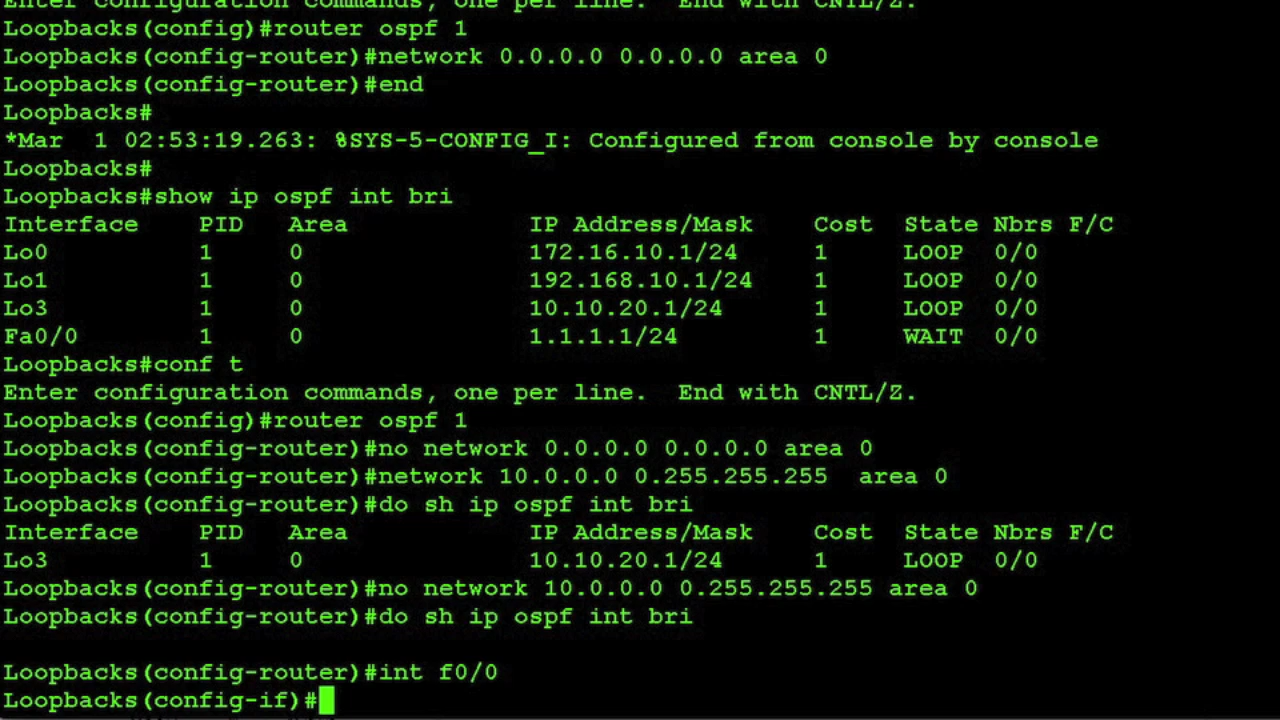 Enter configuration commands, one per line.  End with CNTL/Z.
Loopbacks(config)#router ospf 1
Loopbacks(config-router)#network 0.0.0.0 0.0.0.0 area 0
Loopbacks(config-router)#end
Loopbacks#
*Mar  1 02:53:19.263: %SYS-5-CONFIG_I: Configured from console by console
Loopbacks#
Loopbacks#show ip ospf int bri
Interface    PID   Area            IP Address/Mask    Cost  State Nbrs F/C
Lo0          1     0               172.16.10.1/24     1     LOOP  0/0
Lo1          1     0               192.168.10.1/24    1     LOOP  0/0
Lo3          1     0               10.10.20.1/24      1     LOOP  0/0
Fa0/0        1     0               1.1.1.1/24         1     WAIT  0/0
Loopbacks#conf t
Enter configuration commands, one per line.  End with CNTL/Z.
Loopbacks(config)#router ospf 1
Loopbacks(config-router)#no network 0.0.0.0 0.0.0.0 area 0
Loopbacks(config-router)#network 10.0.0.0 0.255.255.255  area 0
Loopbacks(config-router)#do sh ip ospf int bri
Interface    PID   Area            IP Address/Mask    Cost  State Nbrs F/C
Lo3          1     0               10.10.20.1/24      1     LOOP  0/0
Loopbacks(config-router)#no network 10.0.0.0 0.255.255.255 area 0
Loopbacks(config-router)#do sh ip ospf int bri
Loopbacks(config-router)#int f0/0
Loopbacks(config-if)#